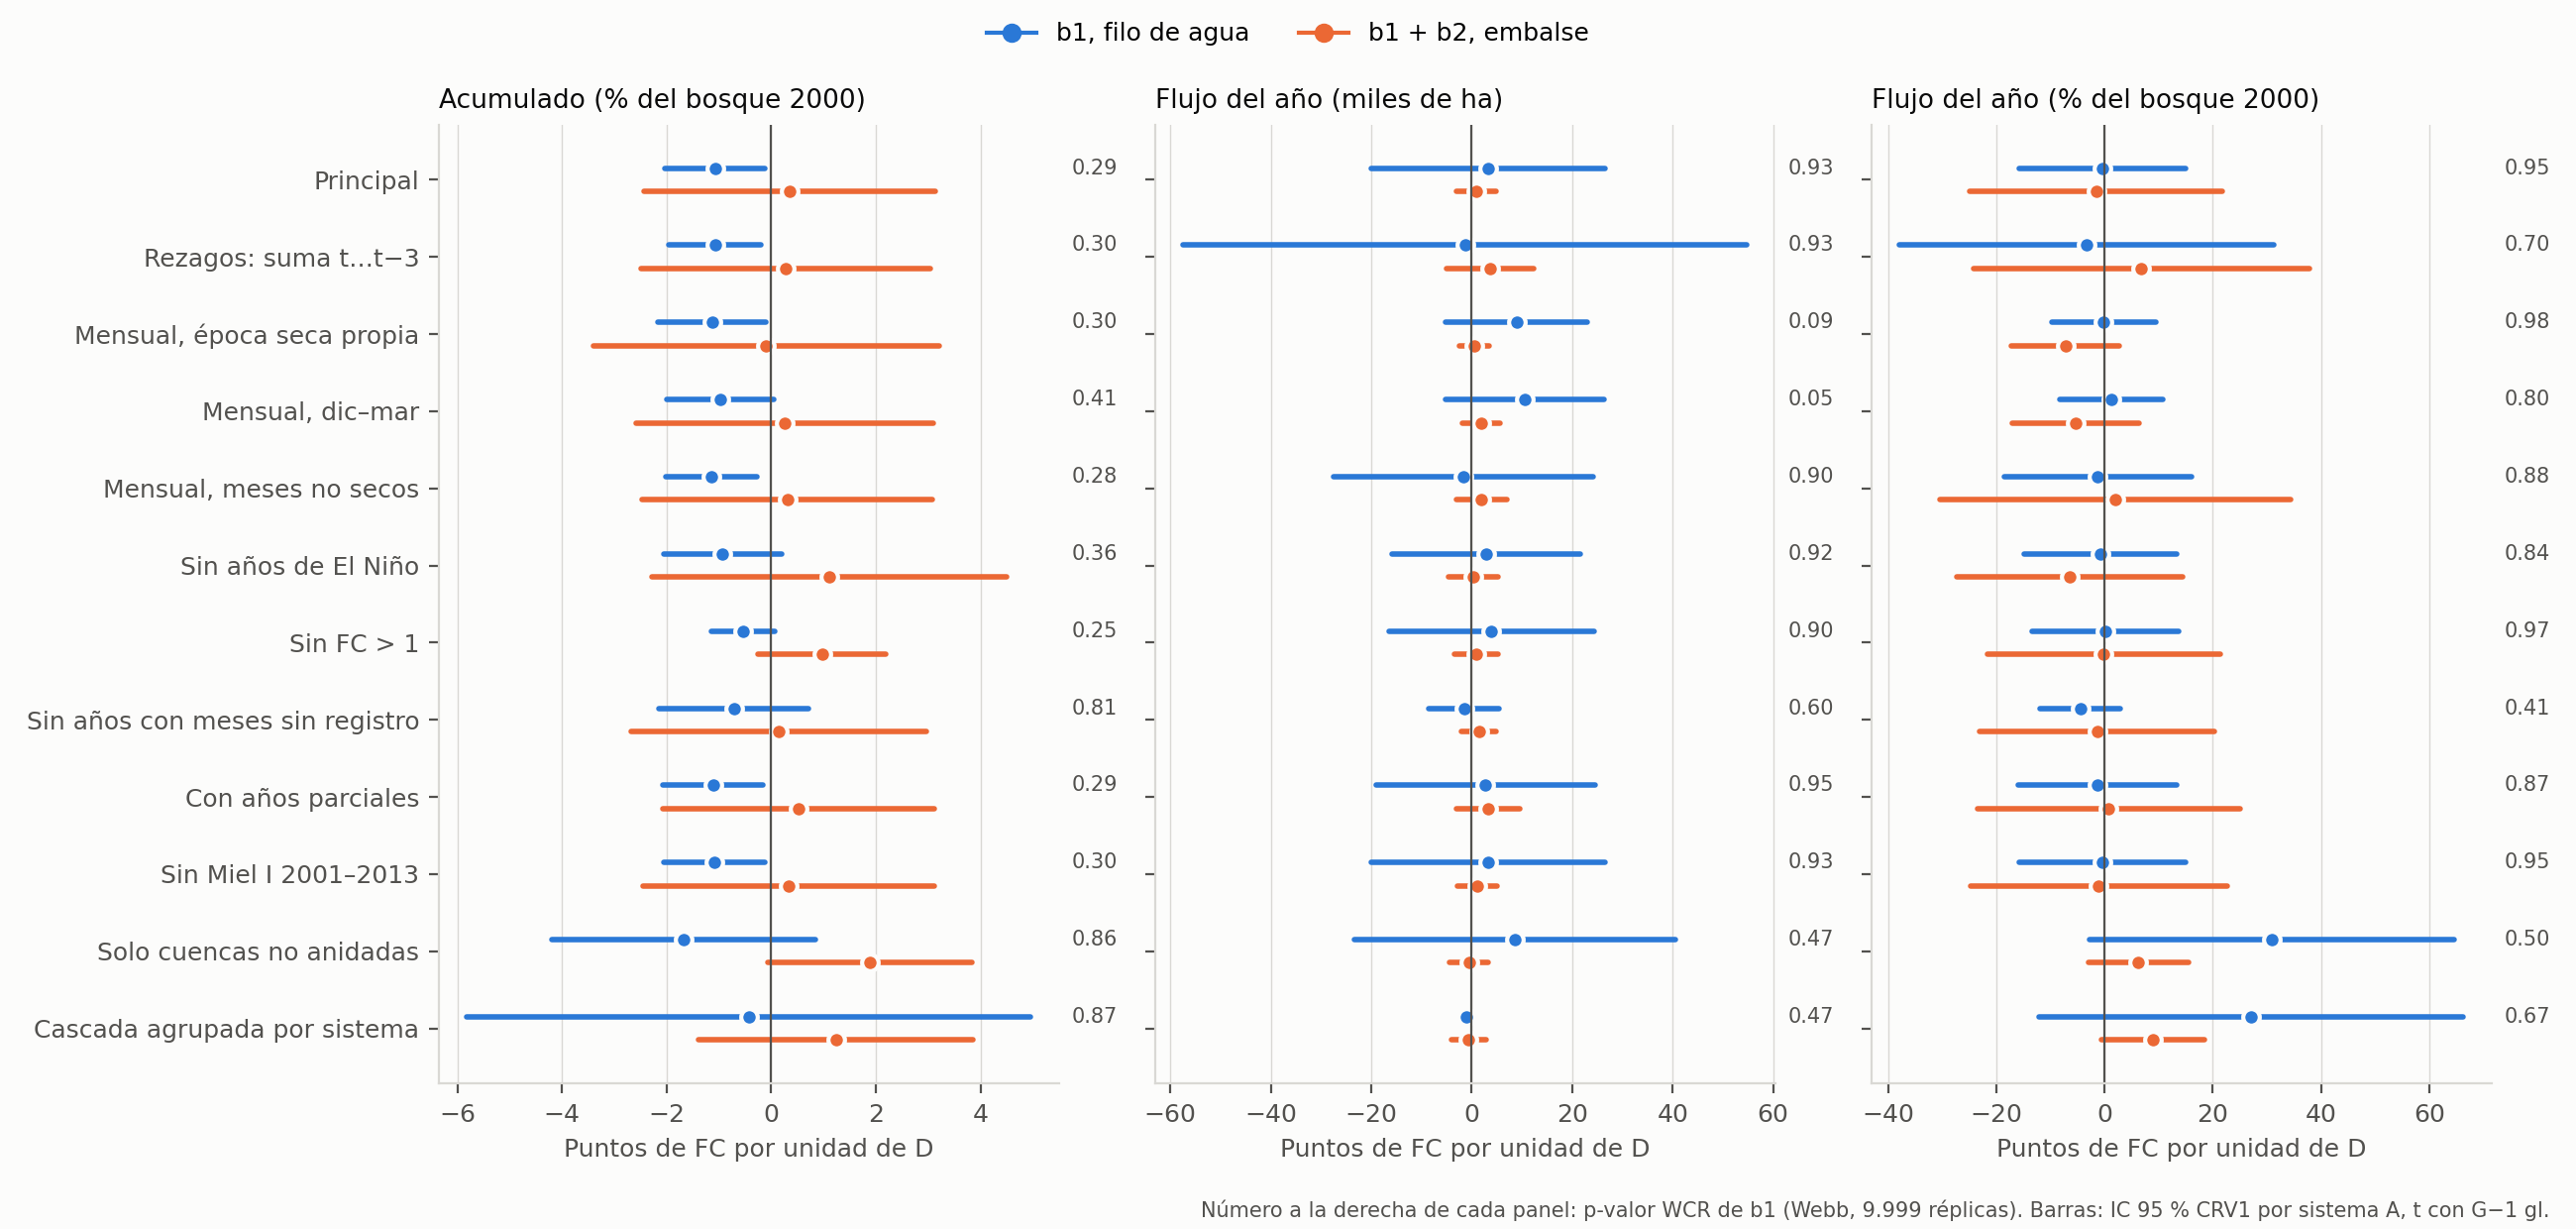 b1, filo de agua
b1 + b2, embalse
Acumulado (% del bosque 2000)
Flujo del año (miles de ha)
Flujo del año (% del bosque 2000)
Principal 0.29 0.93 0.95
Rezagos: suma t…t−3 0.30 0.93 0.70
Mensual, época seca propia 0.30 0.09 0.98
Mensual, dic–mar 0.41 0.05 0.80
Mensual, meses no secos 0.28 0.90 0.88
Sin años de El Niño 0.36 0.92 0.84
Sin FC > 1 0.25 0.90 0.97
Sin años con meses sin registro 0.81 0.60 0.41
Con años parciales 0.29 0.95 0.87
Sin Miel I 2001–2013 0.30 0.93 0.95
Solo cuencas no anidadas 0.86 0.47 0.50
Cascada agrupada por sistema 0.87 0.47 0.67
−6 −4 −2 0 2 4
−60 −40 −20 0 20 40 60
−40 −20 0 20 40 60
Puntos de FC por unidad de D
Puntos de FC por unidad de D
Puntos de FC por unidad de D
Número a la derecha de cada panel: p-valor WCR de b1 (Webb, 9.999 réplicas). Barras: IC 95 % CRV1 por sistema A, t con G−1 gl.